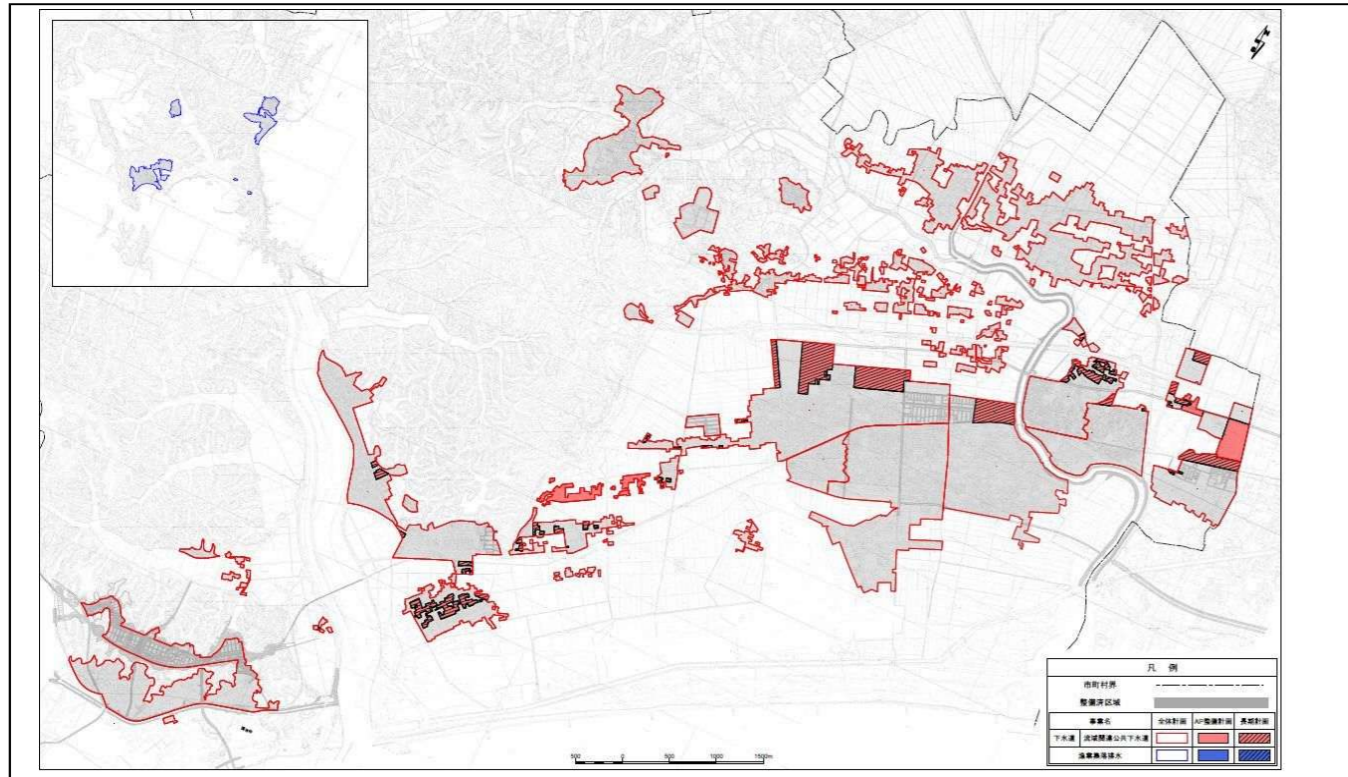 凡 例
市町村界
整備済区域
事業名 全体計画 AP整備計画 長期計画
下水道 流域関連公共下水道
漁業集落排水
500 0 500 1000 1500m